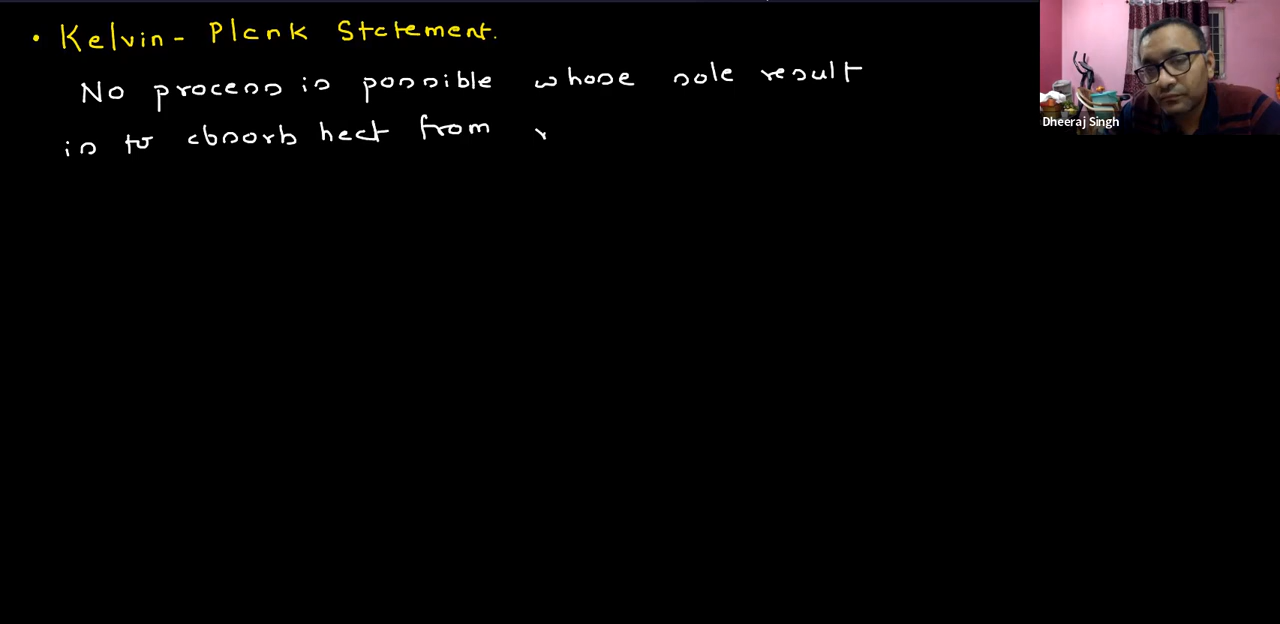 • Kelvin - Plank Statement.
No process is possible whose sole result
is to absorb heat from r
Dheeraj Singh